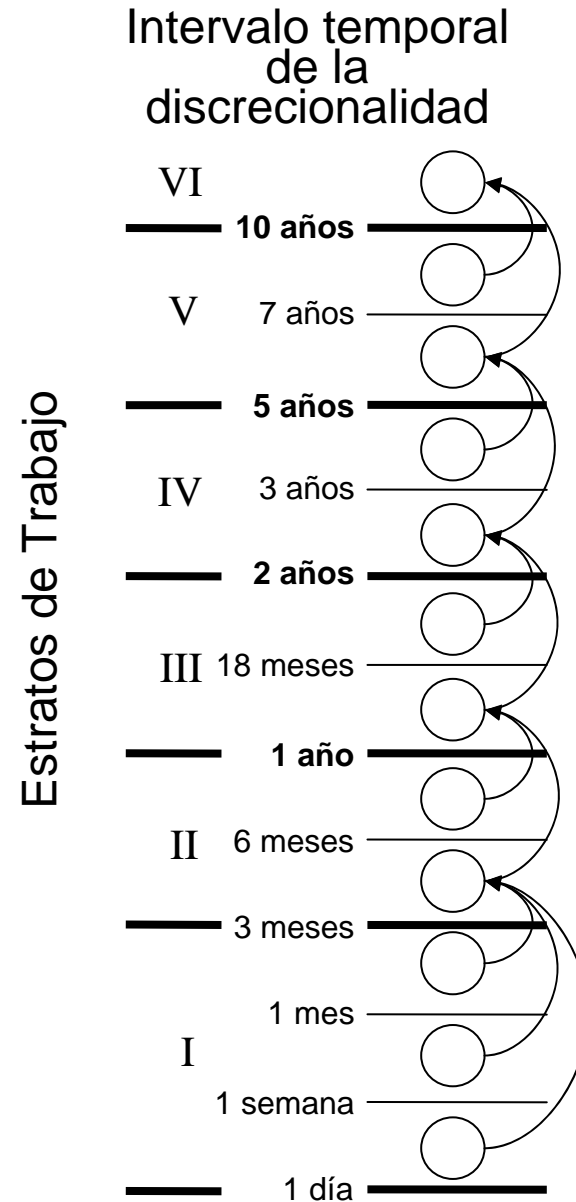 Intervalo temporal
de la
discrecionalidad
Estratos de Trabajo
VI
10 años
V
7 años
5 años
IV
3 años
2 años
III 18 meses
1 año
II 6 meses
3 meses
1 mes
I
1 semana
1 día